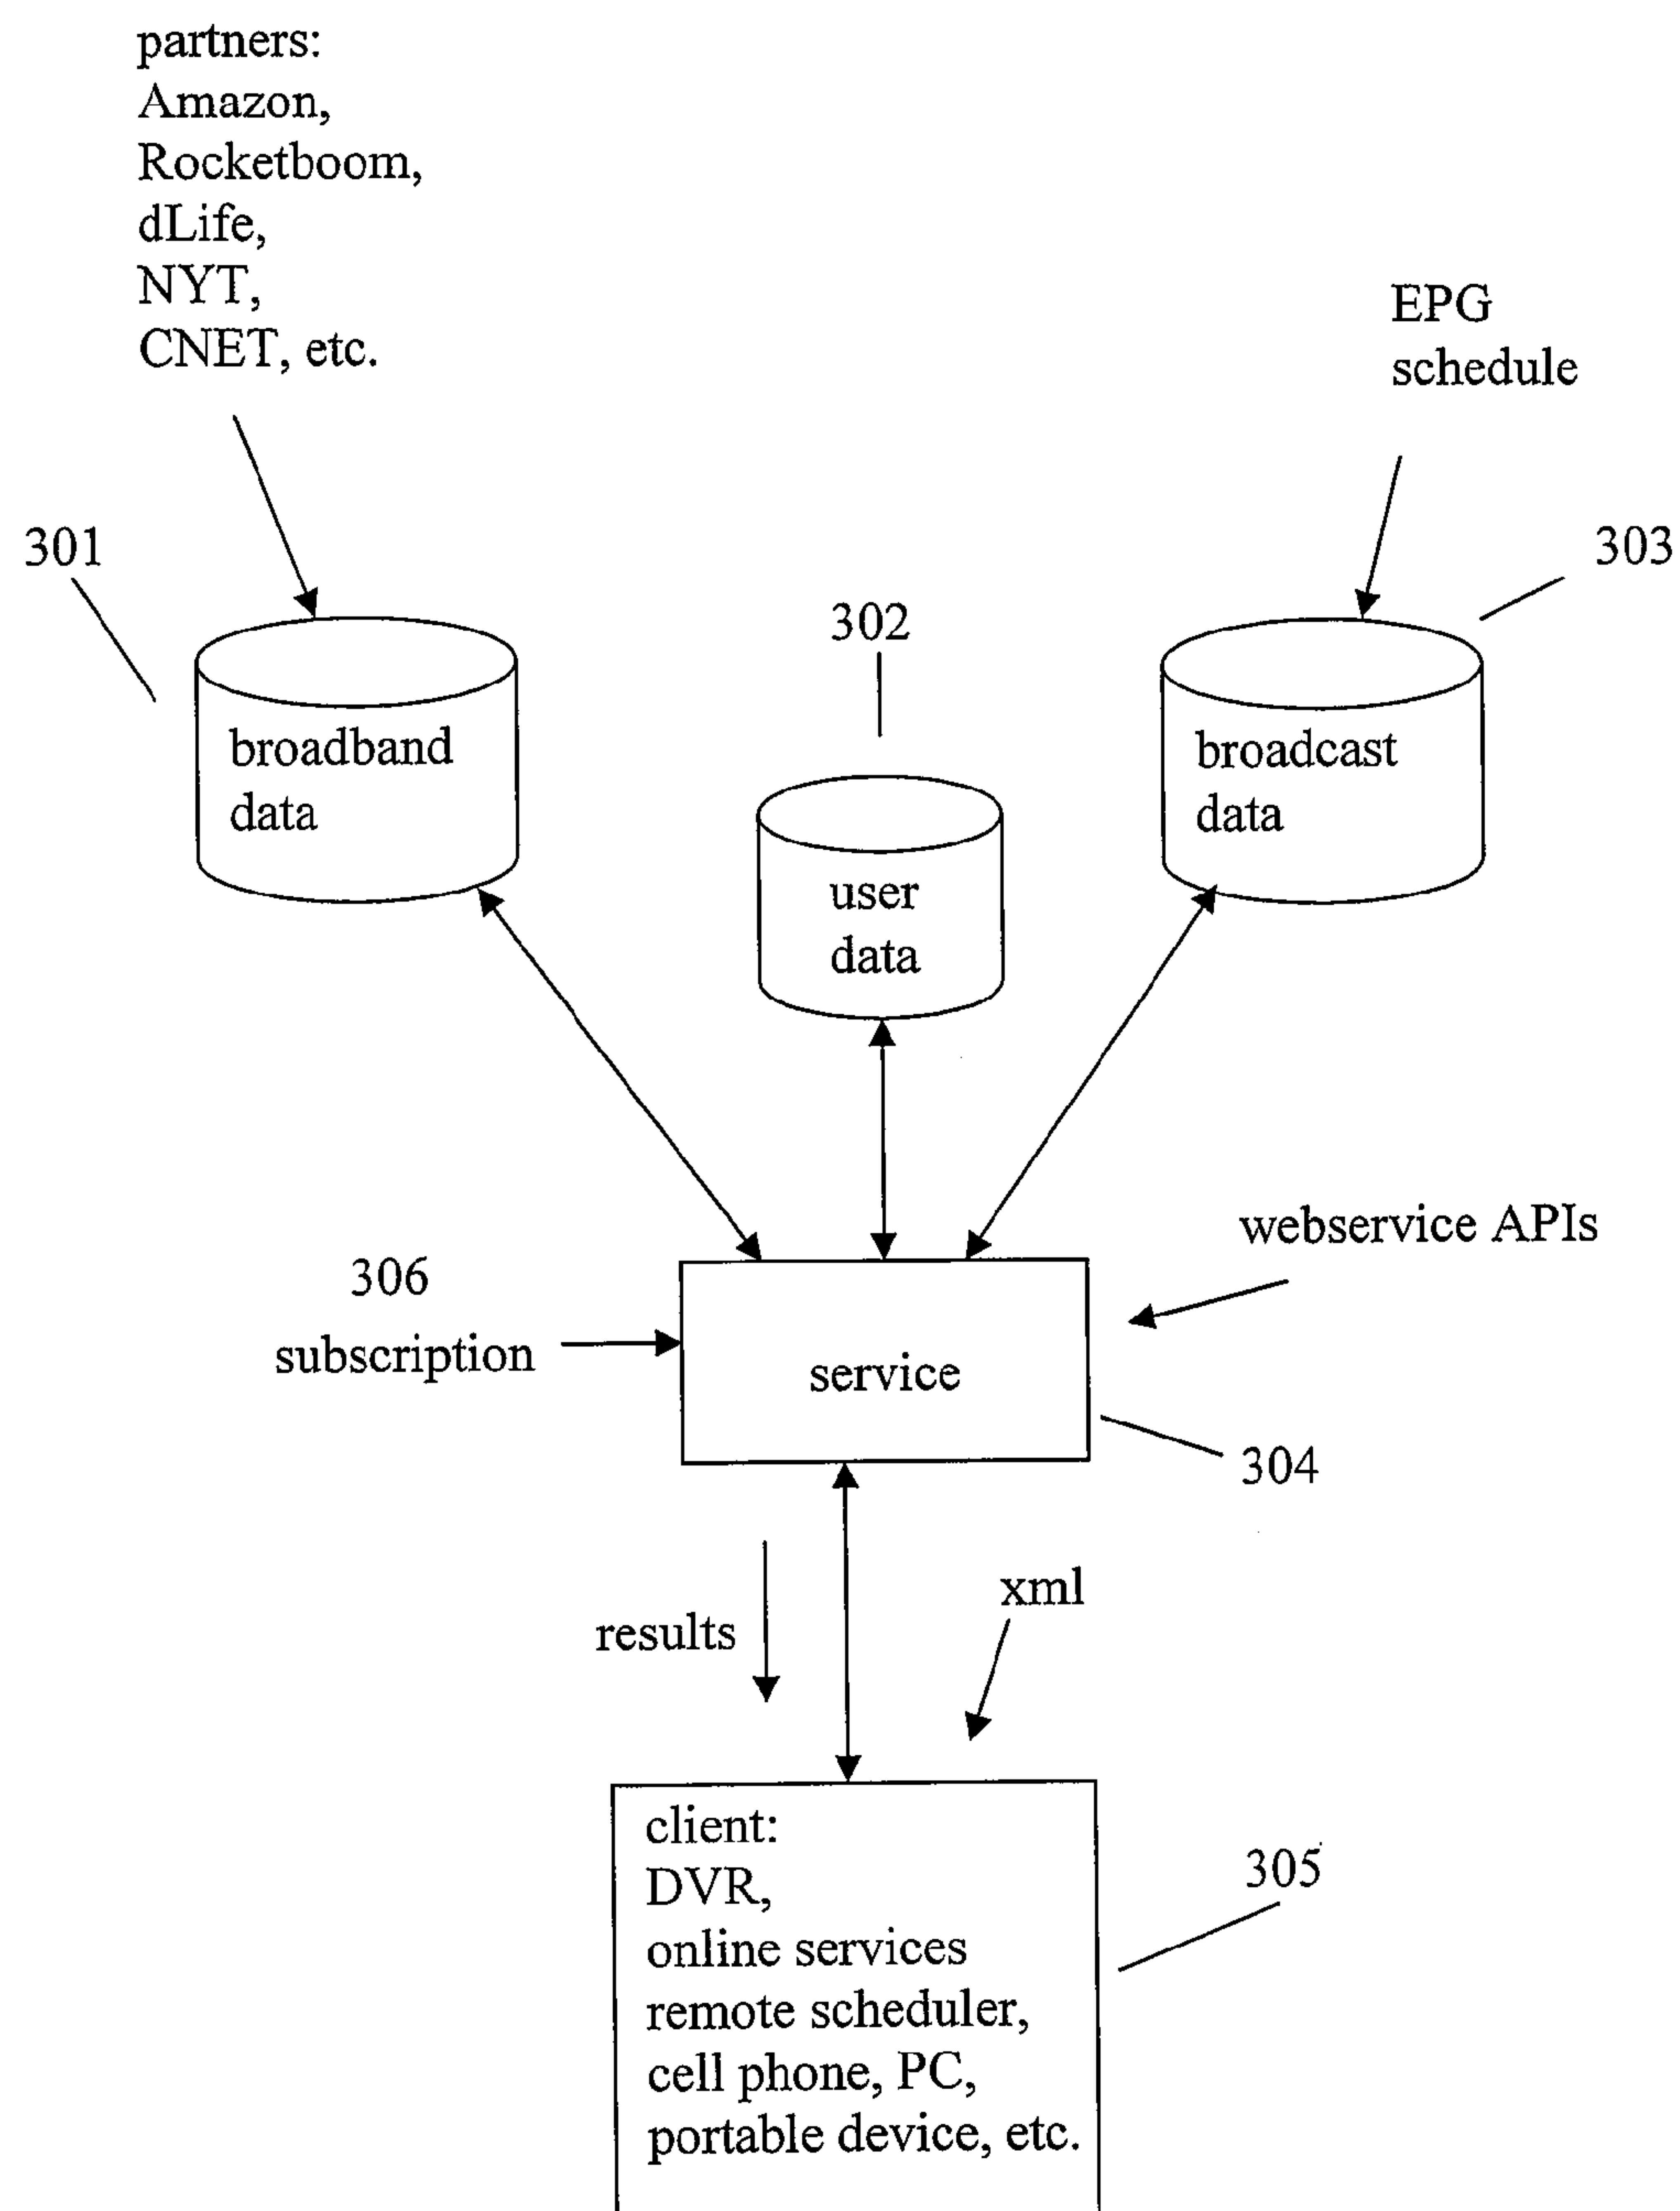 partners:
Amazon,
Rocketboom,
dLife,
NYT,
CNET, etc.
EPG
schedule
301
303
302
broadband
data
broadcast
data
user
data
webservice APIs
306
subscription
service
304
xml
results
client:
DVR,
online services
remote scheduler,
cell phone, PC,
portable device, etc.
305